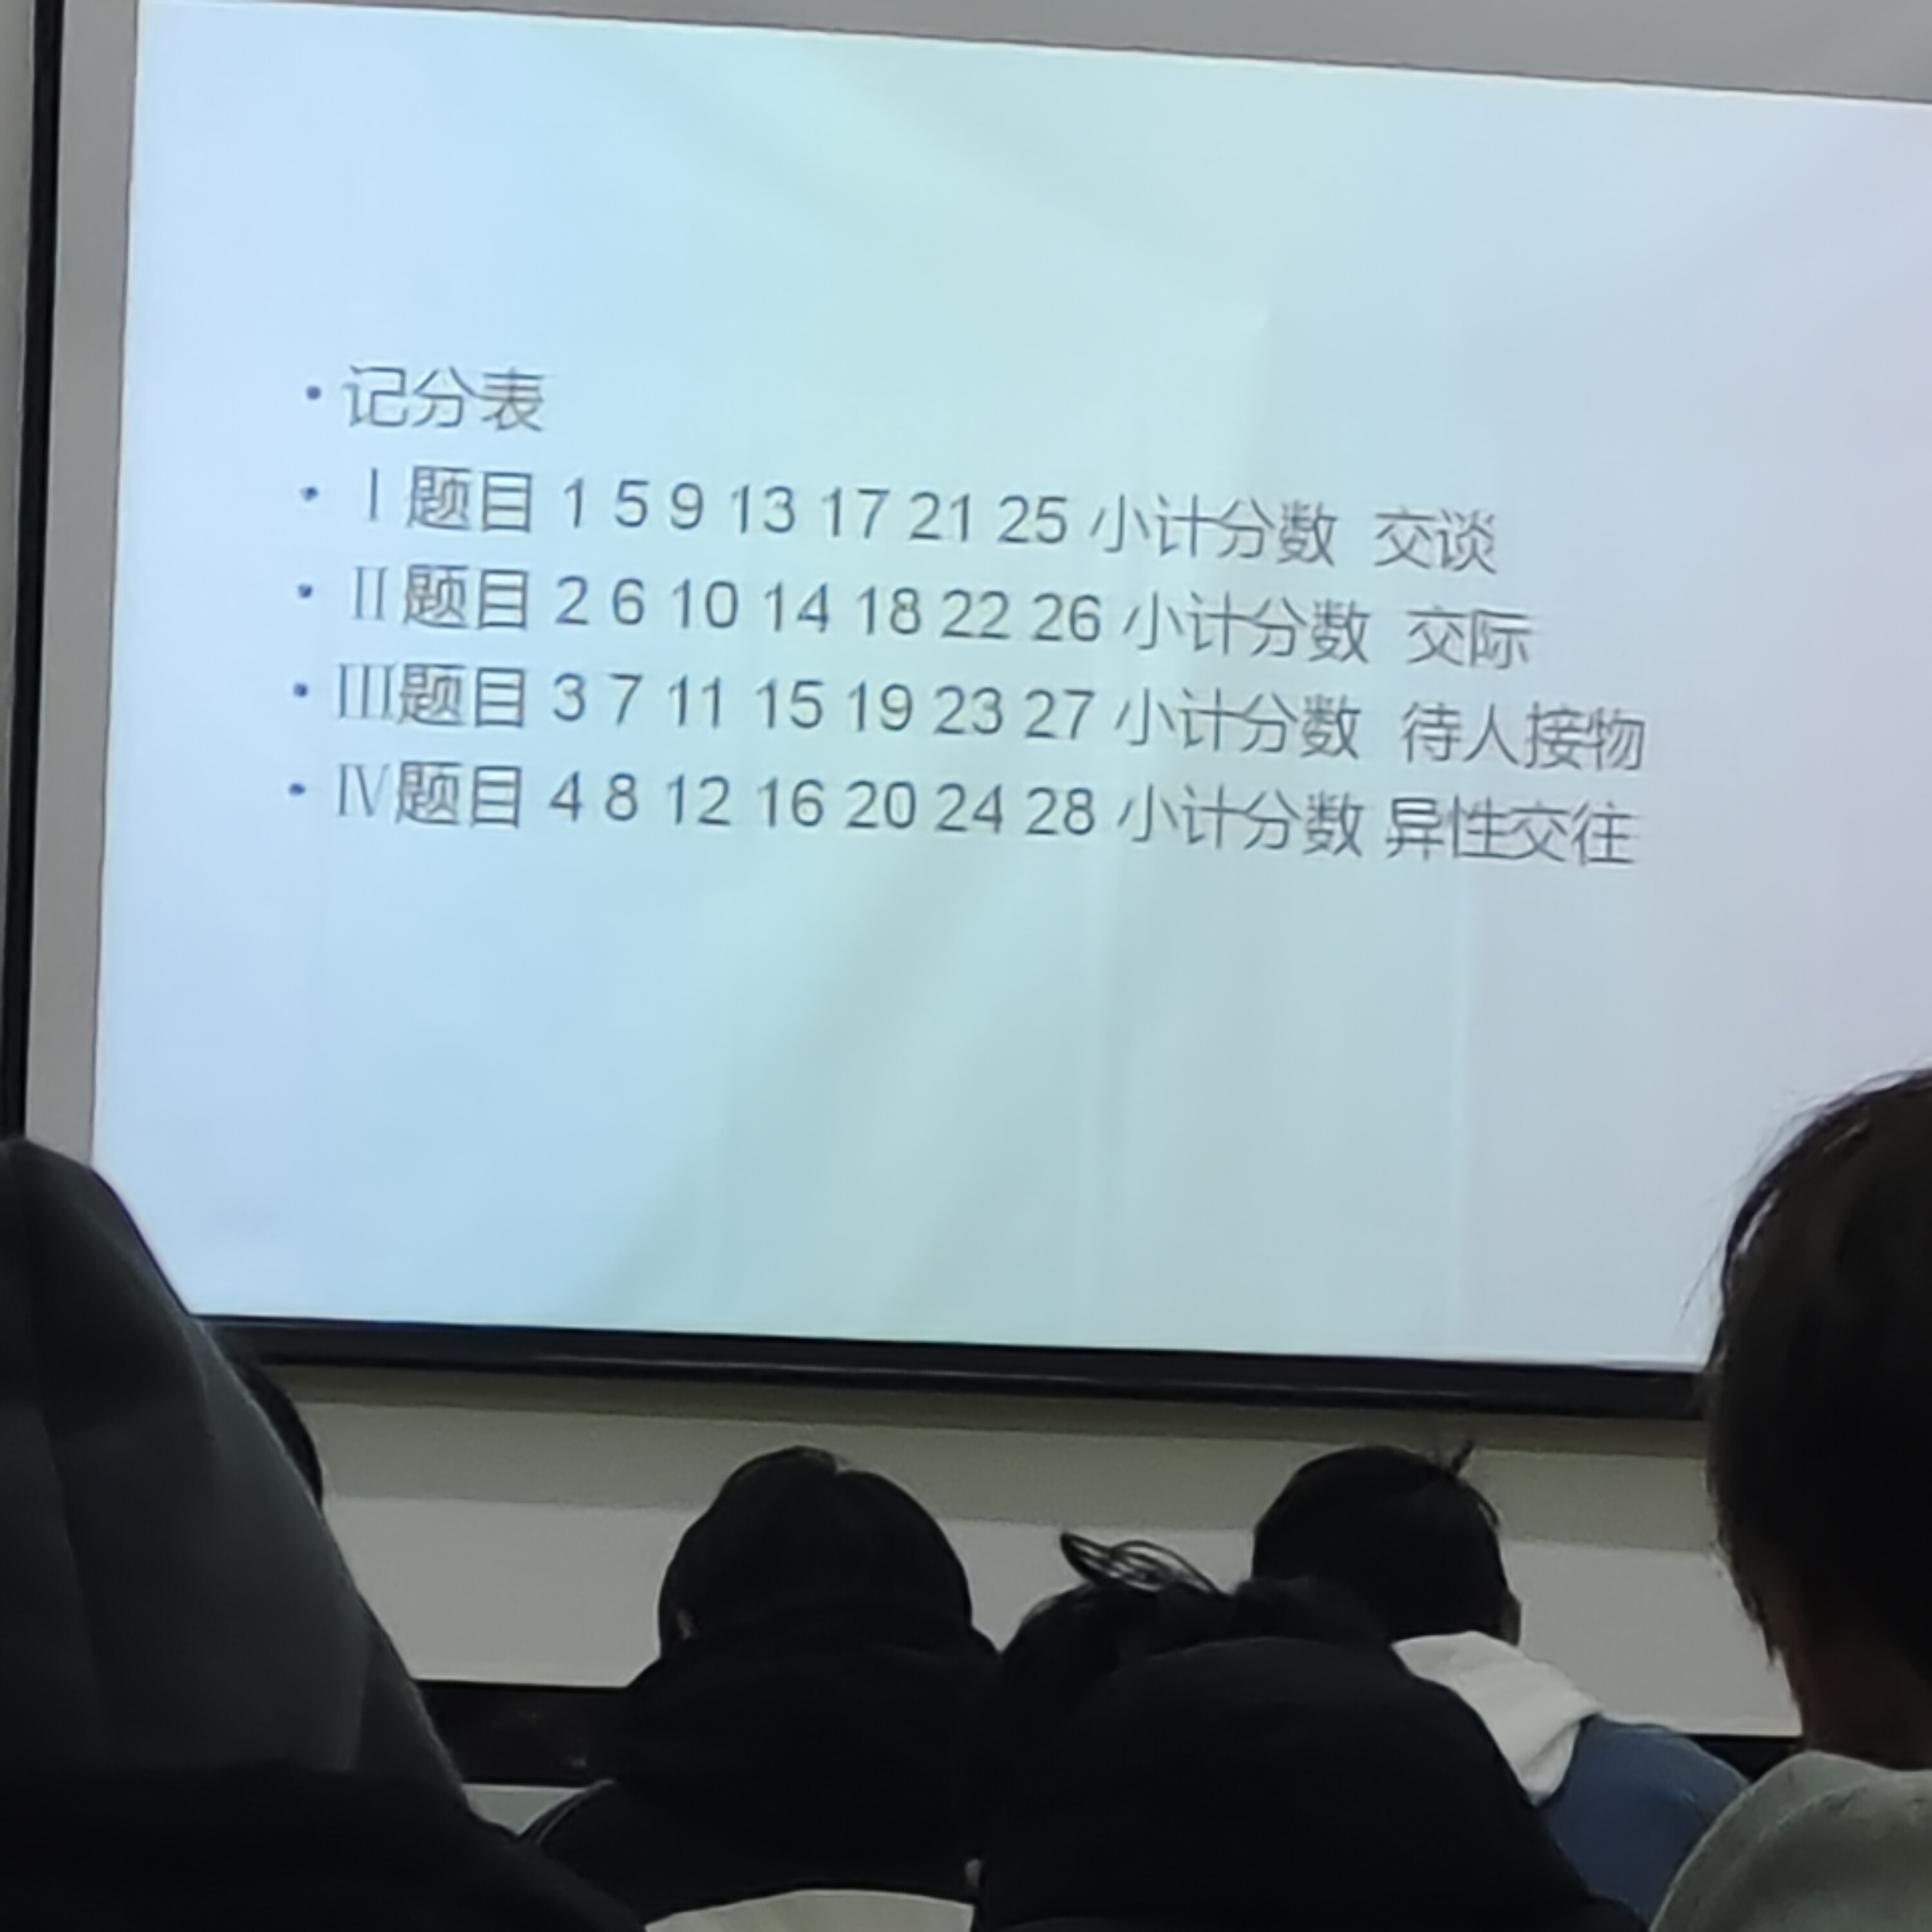 • 记分表
• Ⅰ 题目 1 5 9 13 17 21 25 小计分数 交谈
• Ⅱ 题目 2 6 10 14 18 22 26 小计分数 交际
• Ⅲ题目 3 7 11 15 19 23 27 小计分数 待人接物
• Ⅳ题目 4 8 12 16 20 24 28 小计分数 异性交往